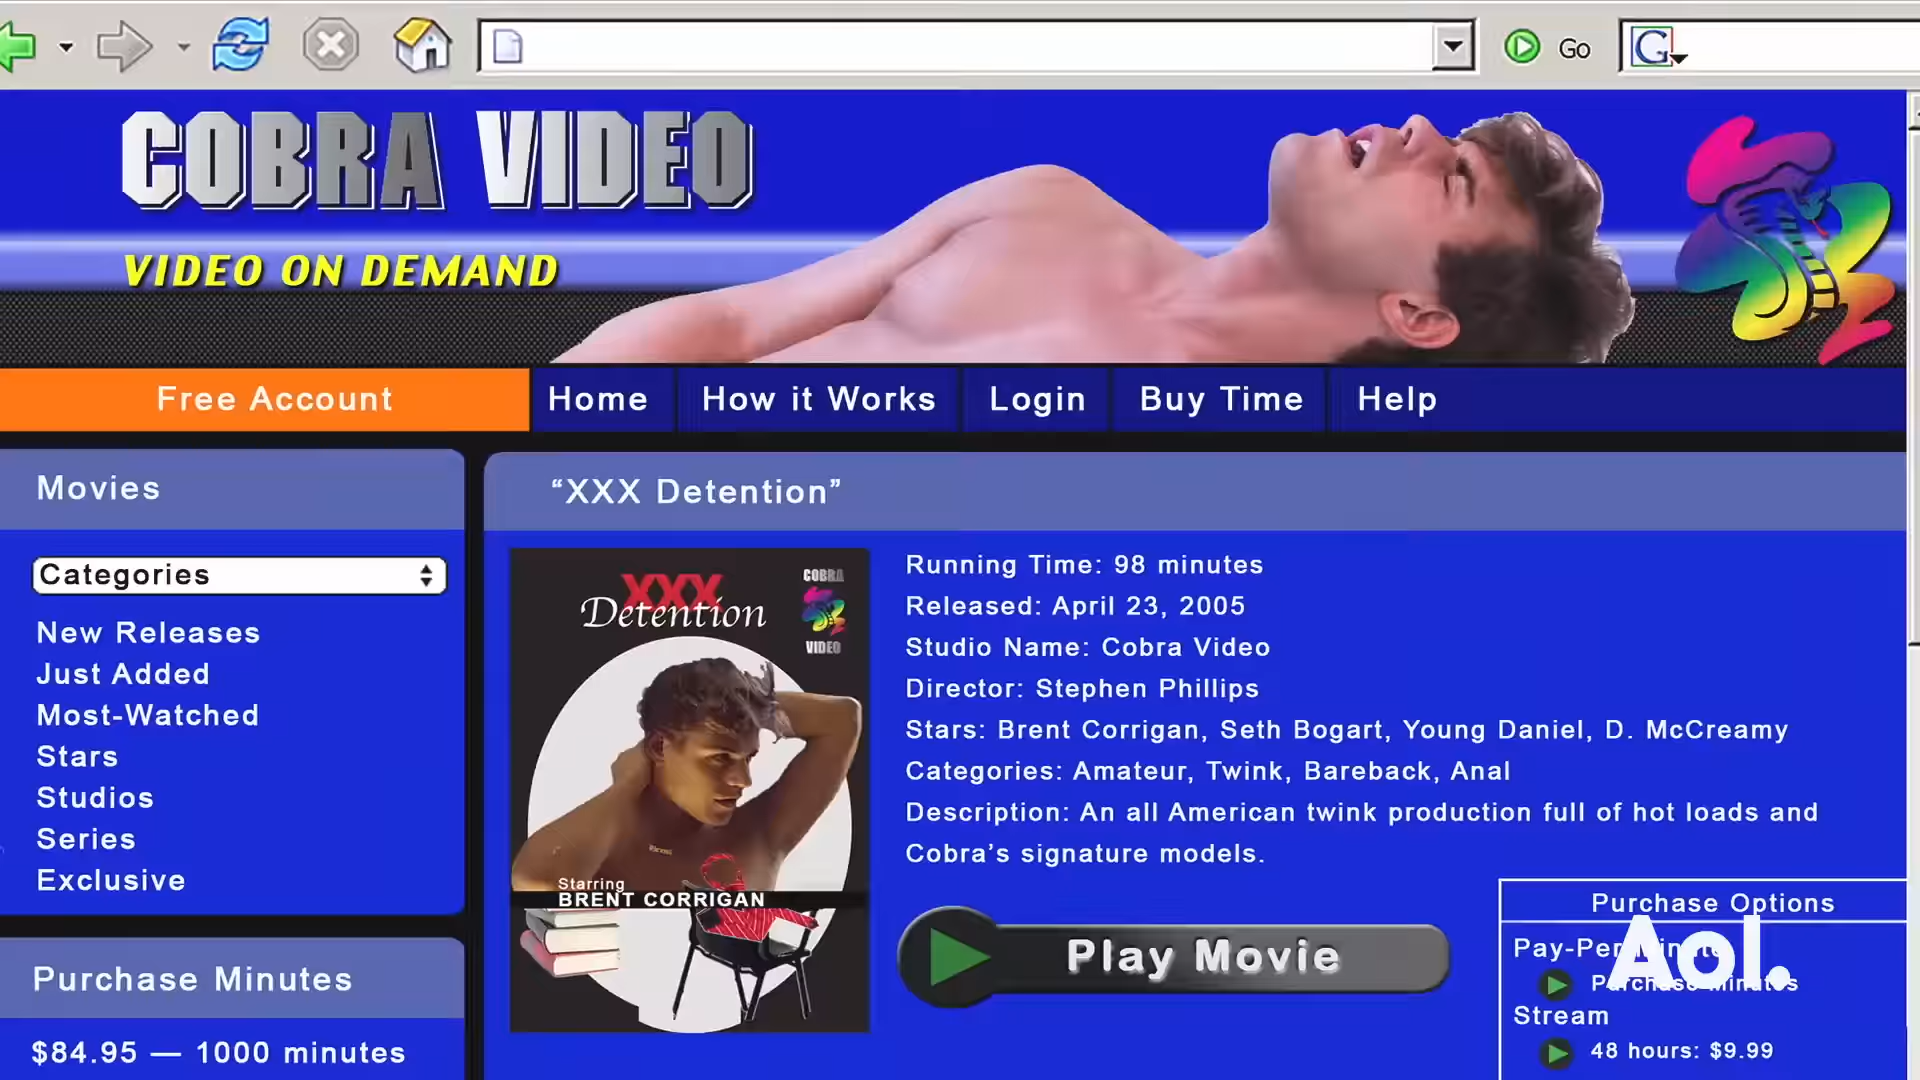 Go
G
COBRA VIDEO
VIDEO ON DEMAND
Free Account
Home
How it Works
Login
Buy Time
Help
Movies
Categories
New Releases
Just Added
Most-Watched
Stars
Studios
Series
Exclusive
Purchase Minutes
$84.95 — 1000 minutes
“XXX Detention”
XXX
Detention
COBRA
VIDEO
Starring
BRENT CORRIGAN
Running Time: 98 minutes
Released: April 23, 2005
Studio Name: Cobra Video
Director: Stephen Phillips
Stars: Brent Corrigan, Seth Bogart, Young Daniel, D. McCreamy
Categories: Amateur, Twink, Bareback, Anal
Description: An all American twink production full of hot loads and
Cobra’s signature models.
Play Movie
Purchase Options
Pay-Per Minute
Purchase Minutes
Stream
48 hours: $9.99
Aol.